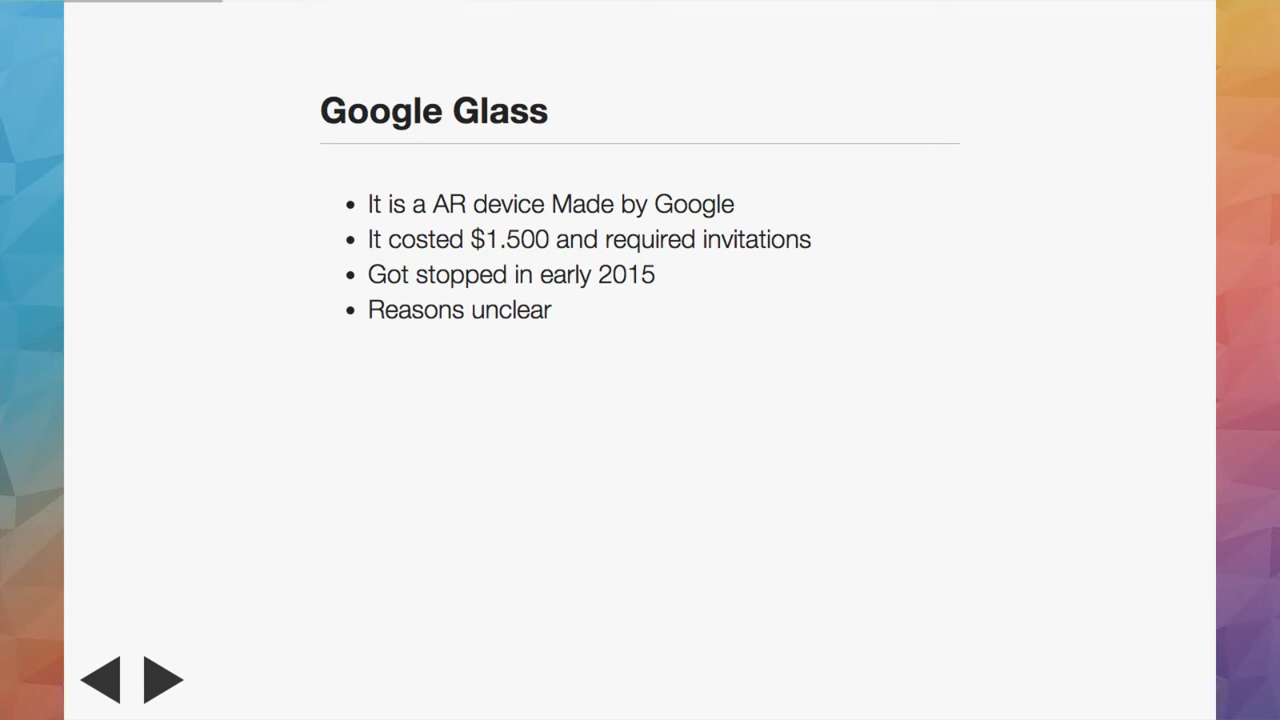 Google Glass
It is a AR device Made by Google
It costed $1.500 and required invitations
Got stopped in early 2015
Reasons unclear